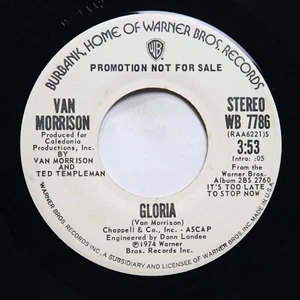 BURBANK, HOME OF WARNER BROS. RECORDS
WB
PROMOTION NOT FOR SALE
VAN
MORRISON
Produced for
Caledonia
Productions, Inc.
By
VAN MORRISON
and
TED TEMPLEMAN
STEREO
WB 7786
(RAA6221)S
3:53
Intro: :05
From the
Warner Bros.
Album 2BS 2760
IT'S TOO LATE
TO STOP NOW
GLORIA
(Van Morrison)
Chappell & Co., Inc. - ASCAP
Engineered by Donn Landee
℗ 1974 Warner
Bros. Records Inc.
WARNER BROS. RECORDS INC., A SUBSIDIARY AND LICENSEE OF WARNER BROS. INC.